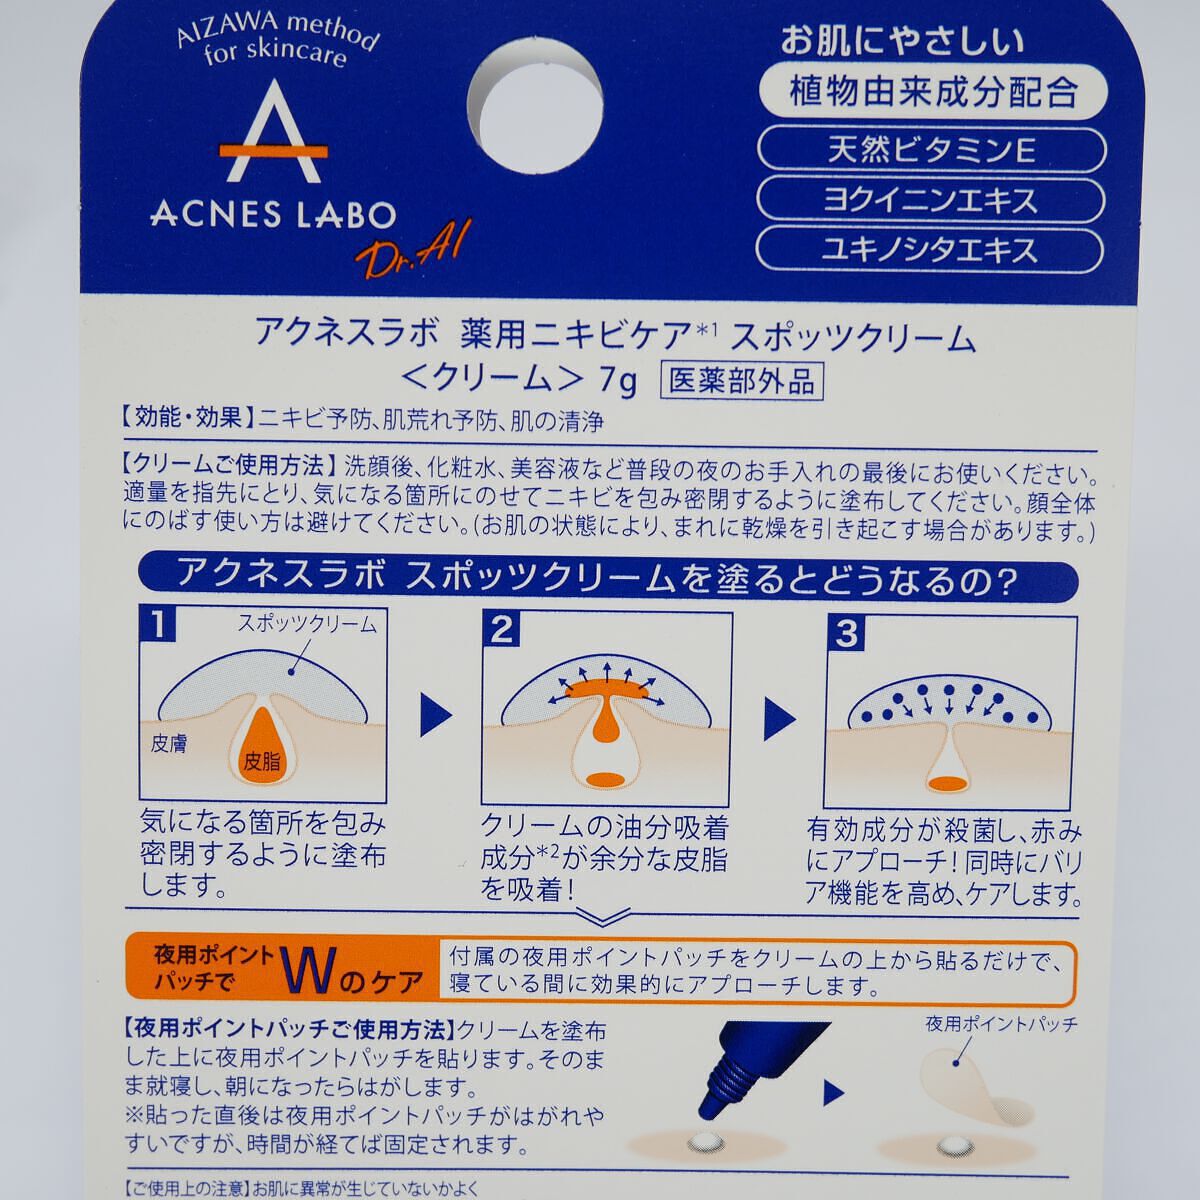 AIZAWA method
for skincare
A
ACNES LABO
Dr.AI
お肌にやさしい
植物由来成分配合
天然ビタミンE
ヨクイニンエキス
ユキノシタエキス
アクネスラボ 薬用ニキビケア*1 スポッツクリーム
＜クリーム＞ 7g 医薬部外品
【効能・効果】ニキビ予防、肌荒れ予防、肌の清浄
【クリームご使用方法】洗顔後、化粧水、美容液など普段の夜のお手入れの最後にお使いください。
適量を指先にとり、気になる箇所にのせてニキビを包み密閉するように塗布してください。顔全体
にのばす使い方は避けてください。(お肌の状態により、まれに乾燥を引き起こす場合があります。)
アクネスラボ スポッツクリームを塗るとどうなるの?
1
スポッツクリーム
皮膚
皮脂
気になる箇所を包み
密閉するように塗布
します。
2
クリームの油分吸着
成分*2が余分な皮脂
を吸着!
3
有効成分が殺菌し、赤み
にアプローチ!同時にバリ
ア機能を高め、ケアします。
夜用ポイント
パッチで Wのケア
付属の夜用ポイントパッチをクリームの上から貼るだけで、
寝ている間に効果的にアプローチします。
【夜用ポイントパッチご使用方法】クリームを塗布
した上に夜用ポイントパッチを貼ります。そのま
ま就寝し、朝になったらはがします。
※貼った直後は夜用ポイントパッチがはがれや
すいですが、時間が経てば固定されます。
夜用ポイントパッチ
【ご使用上の注意】お肌に異常が生じていないかよく